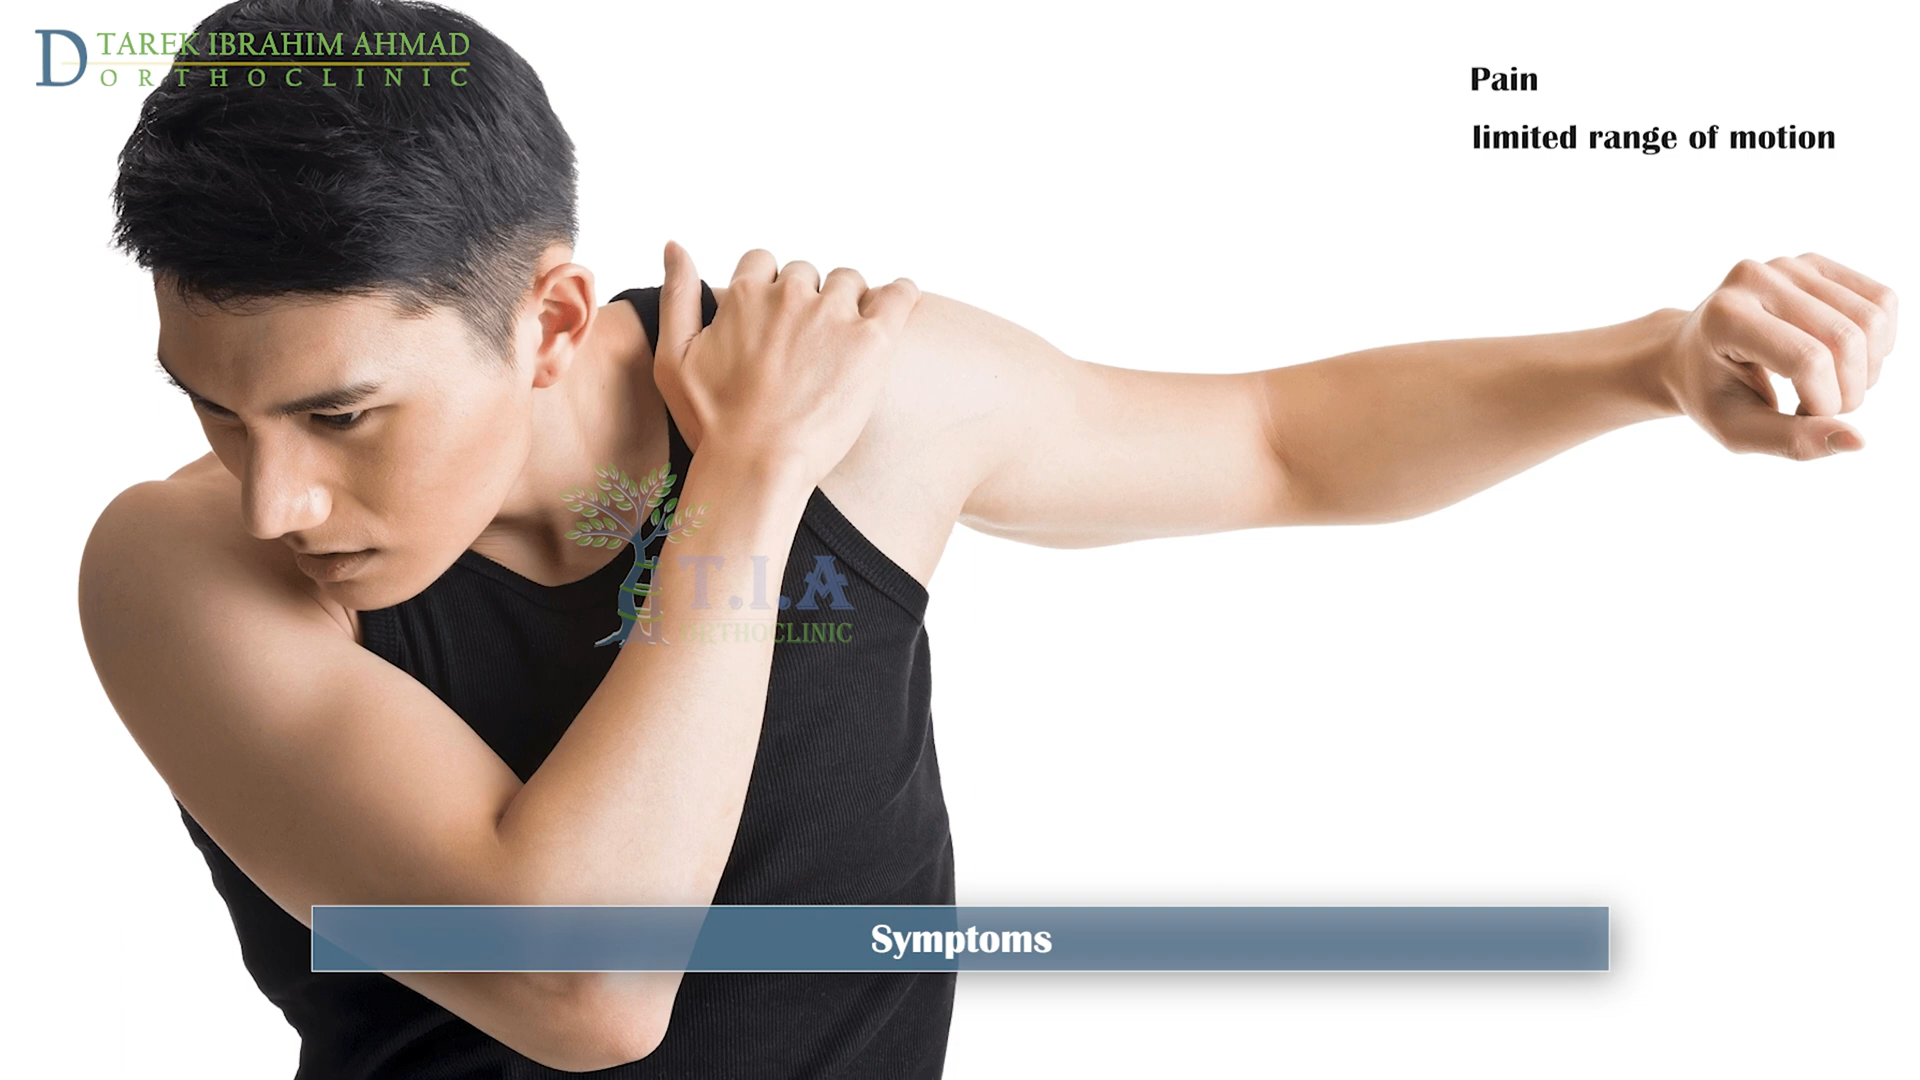 D TAREK IBRAHIM AHMAD
ORTHOCLINIC
Pain
limited range of motion
T.I.A
ORTHOCLINIC
Symptoms